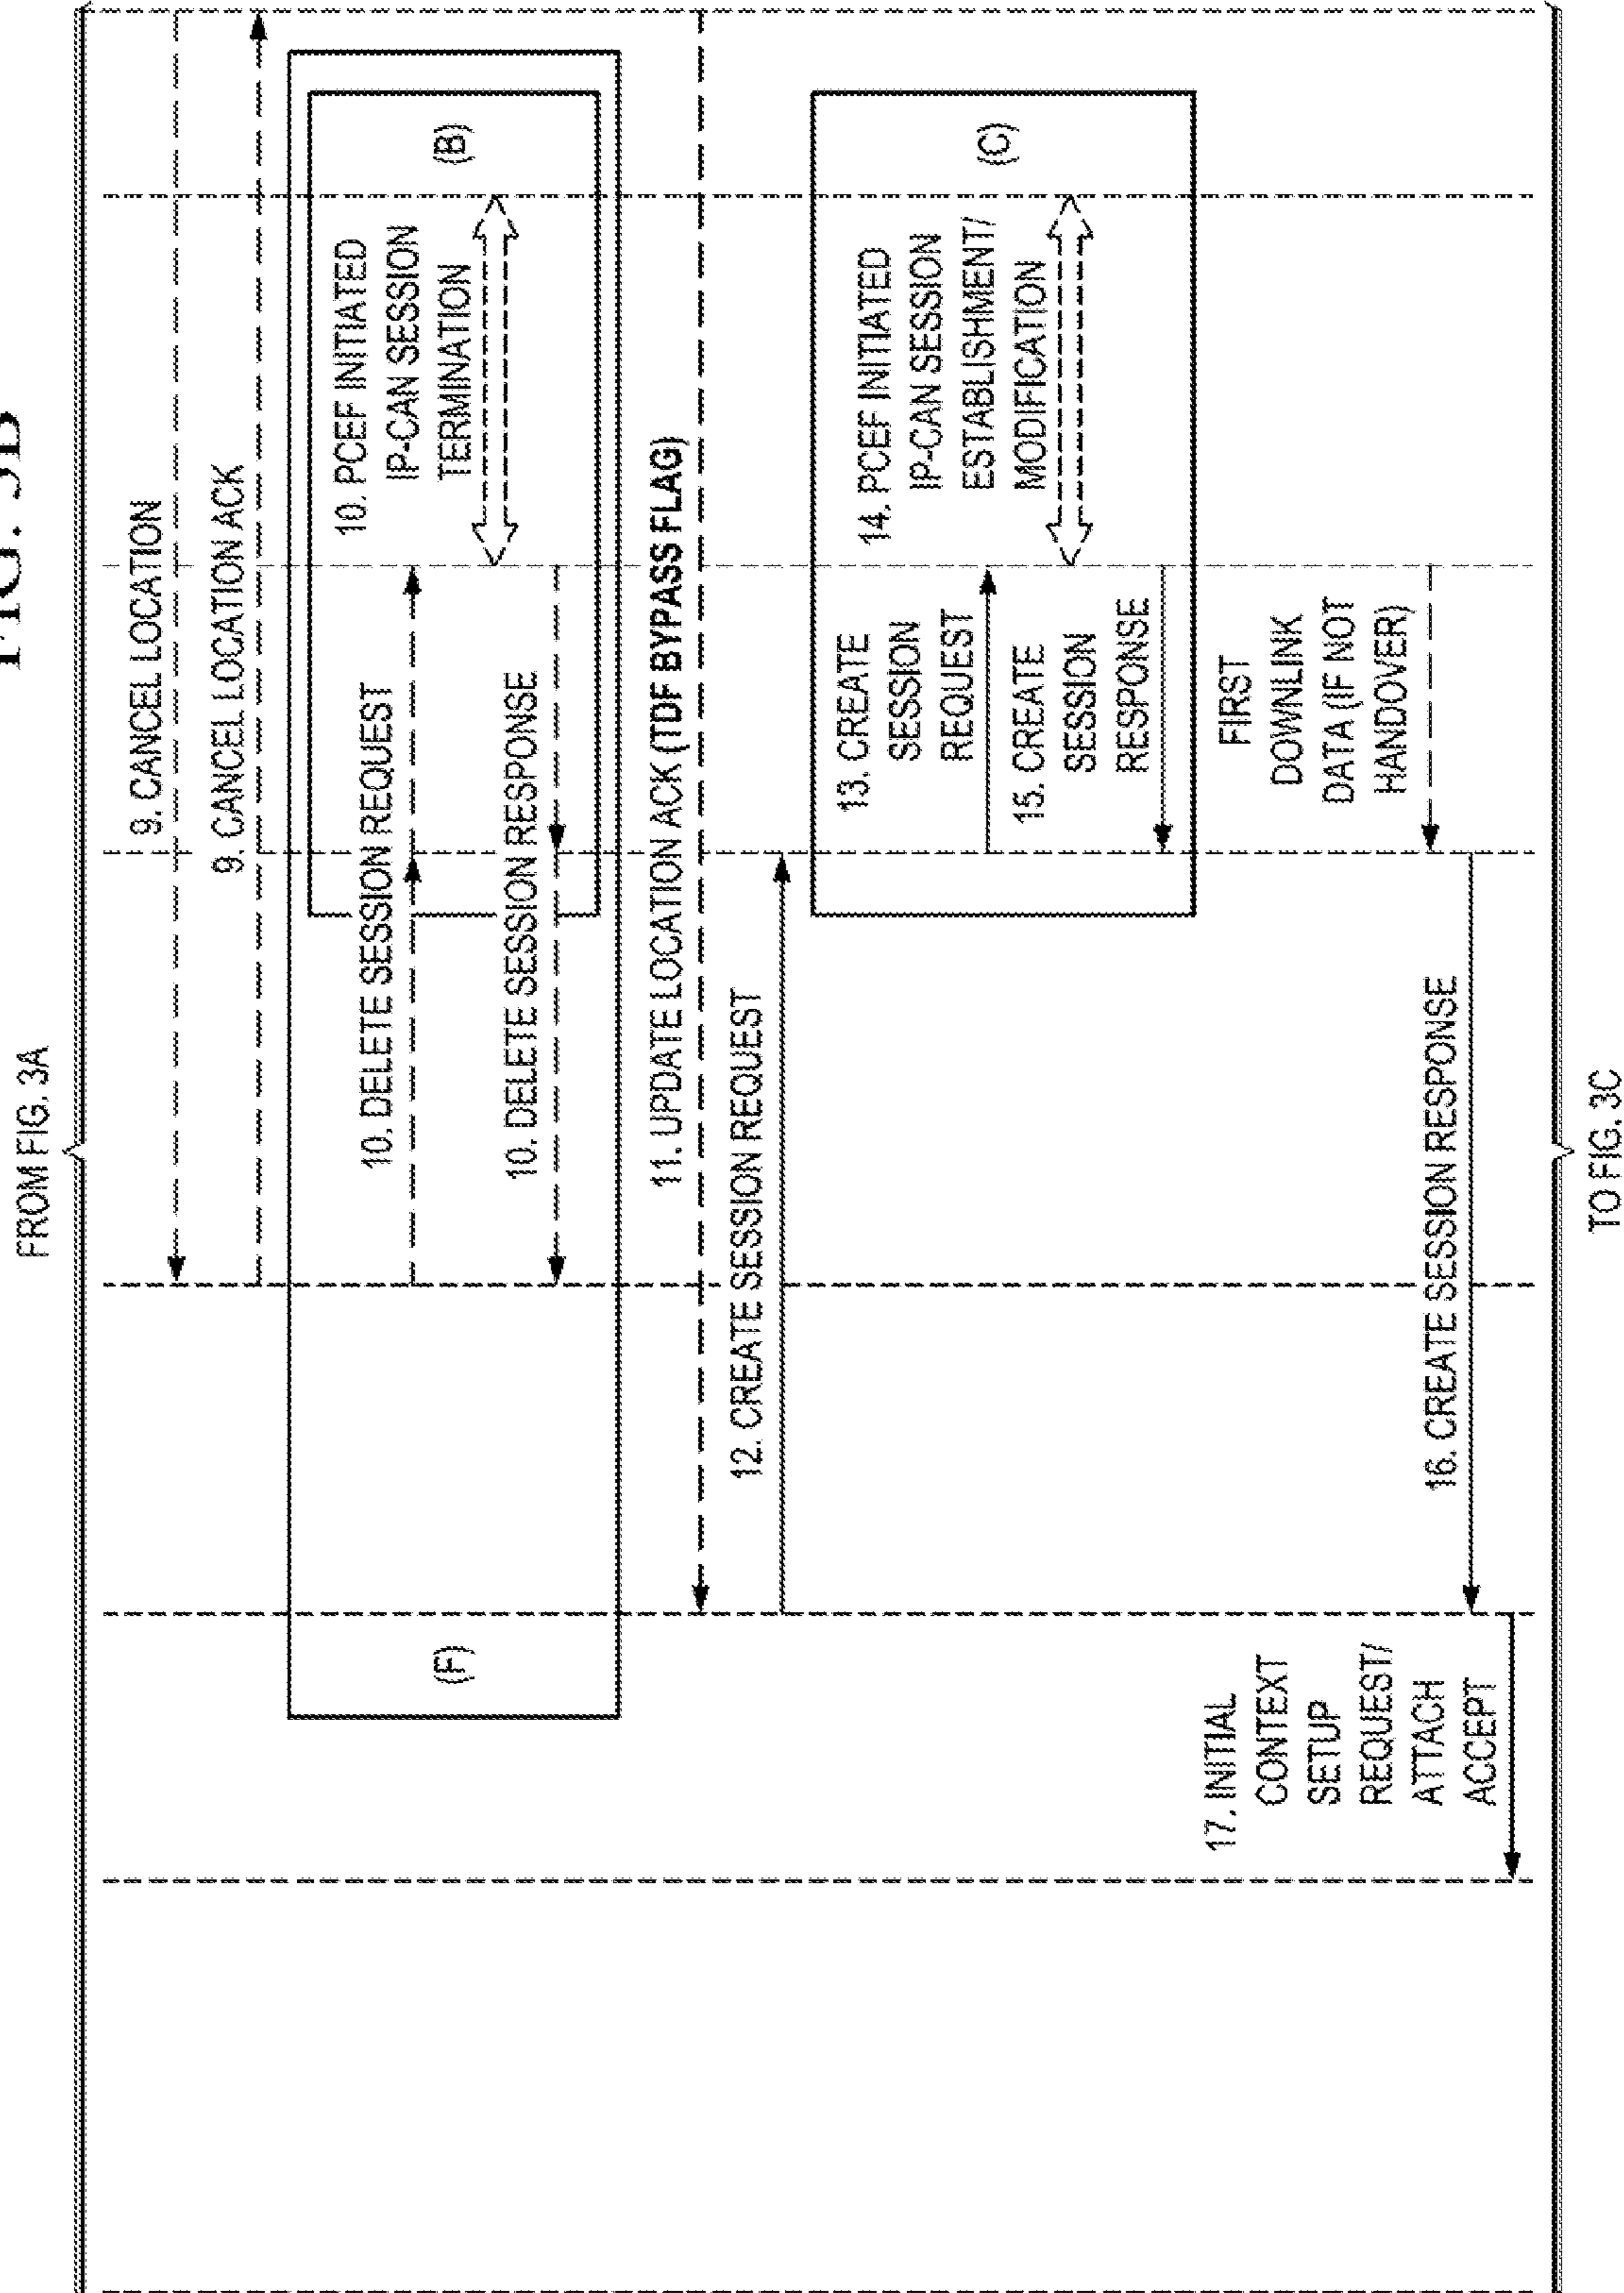 FIG. 3B
FROM FIG. 3A
9. CANCEL LOCATION
9. CANCEL LOCATION ACK
10. DELETE SESSION REQUEST
10. PCEF INITIATED
IP-CAN SESSION
TERMINATION
(B)
(F)
10. DELETE SESSION RESPONSE
11. UPDATE LOCATION ACK (TDF BYPASS FLAG)
12. CREATE SESSION REQUEST
13. CREATE
SESSION
REQUEST
14. PCEF INITIATED
IP-CAN SESSION
ESTABLISHMENT/
MODIFICATION
(C)
15. CREATE
SESSION
RESPONSE
FIRST
DOWNLINK
DATA (IF NOT
HANDOVER)
16. CREATE SESSION RESPONSE
17. INITIAL
CONTEXT
SETUP
REQUEST/
ATTACH
ACCEPT
TO FIG. 3C